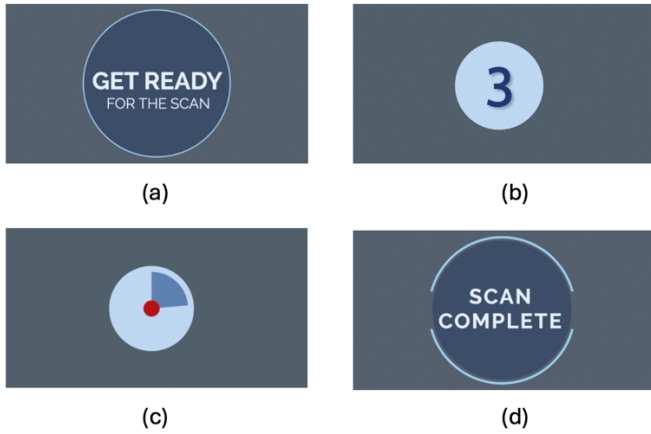 GET READY
FOR THE SCAN
(a)
3
(b)
(c)
SCAN
COMPLETE
(d)